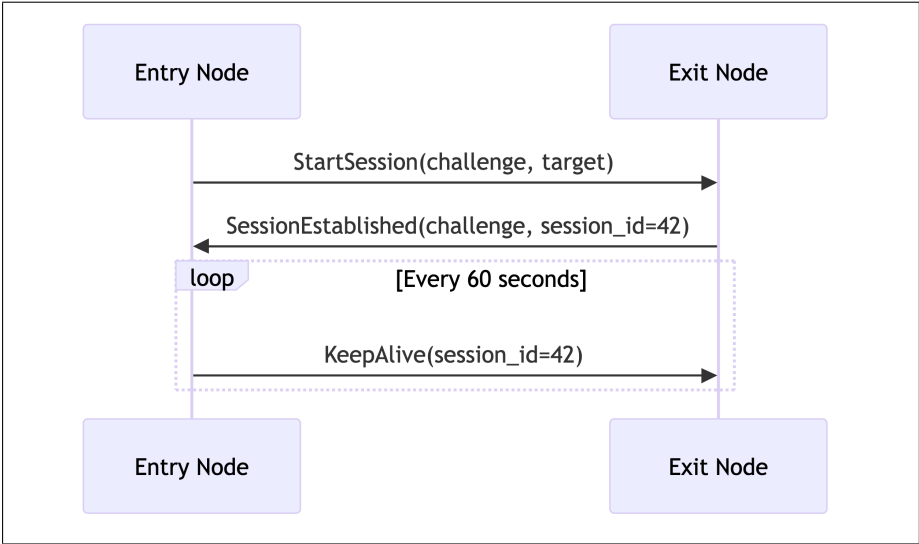 Entry Node
Exit Node
StartSession(challenge, target)
SessionEstablished(challenge, session_id=42)
loop
[Every 60 seconds]
KeepAlive(session_id=42)
Entry Node
Exit Node